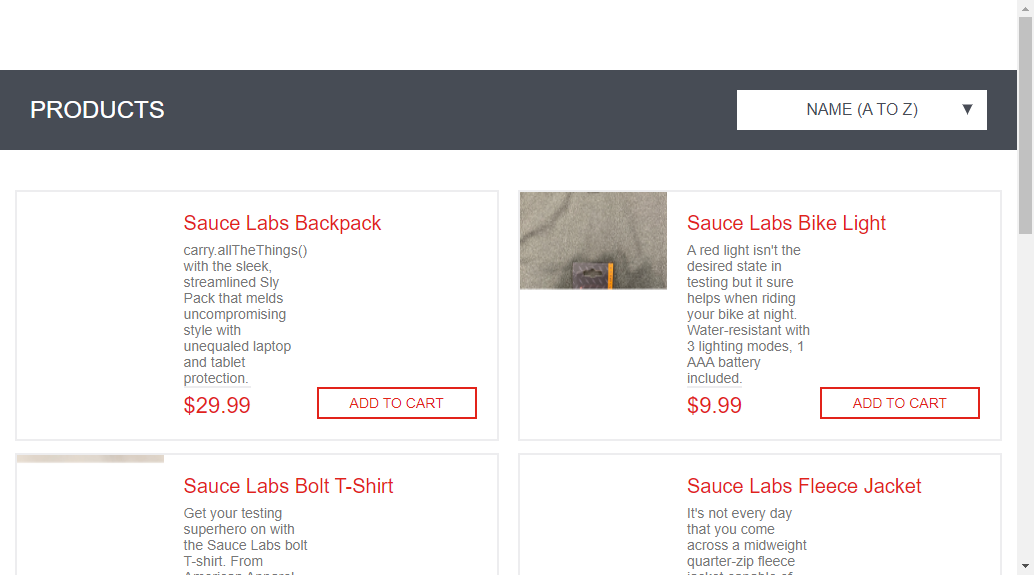 PRODUCTS
NAME (A TO Z)
Sauce Labs Backpack
carry.allTheThings()
with the sleek,
streamlined Sly
Pack that melds
uncompromising
style with
unequaled laptop
and tablet
protection.
$29.99
ADD TO CART
Sauce Labs Bike Light
A red light isn't the
desired state in
testing but it sure
helps when riding
your bike at night.
Water-resistant with
3 lighting modes, 1
AAA battery
included.
$9.99
ADD TO CART
Sauce Labs Bolt T-Shirt
Get your testing
superhero on with
the Sauce Labs bolt
T-shirt. From
American Apparel
Sauce Labs Fleece Jacket
It's not every day
that you come
across a midweight
quarter-zip fleece
jacket capable of